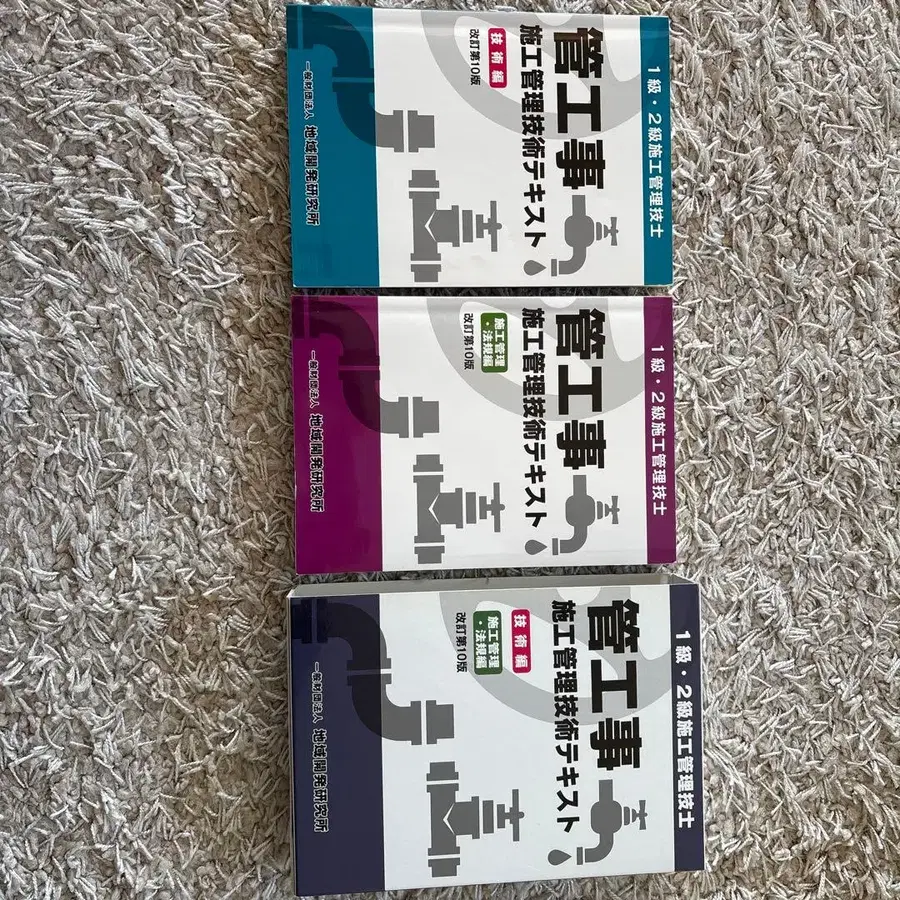 1級・2級施工管理技士
管工事
施工管理技術テキスト
技術編
改訂第10版
一般財団法人 地域開発研究所
1級・2級施工管理技士
管工事
施工管理技術テキスト
施工管理
・法規編
改訂第10版
一般財団法人 地域開発研究所
1級・2級施工管理技士
管工事
施工管理技術テキスト
技術編
施工管理
・法規編
改訂第10版
一般財団法人 地域開発研究所